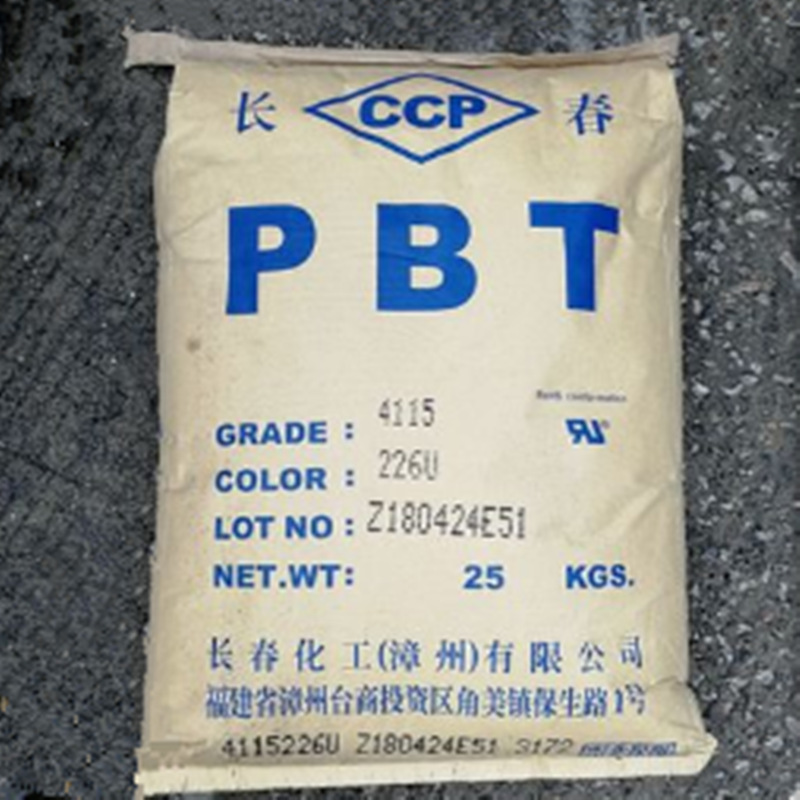 长 CCP 春
PBT
RoHS confirmation
GRADE : 4115
COLOR : 226U
LOT NO : Z180424E51
NET.WT: 25 KGS.
长春化工(漳州)有限公司
福建省漳州台商投资区角美镇保生路1号
4115226U Z180424E51 3172